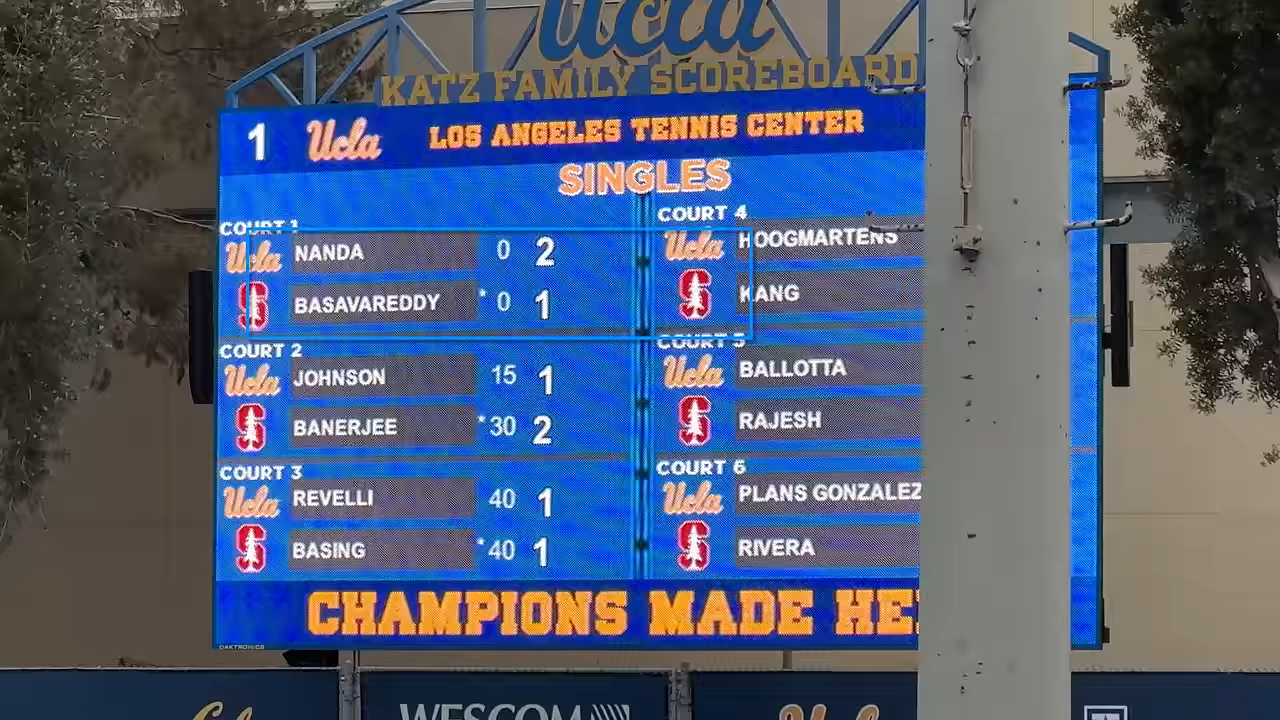 Ucla
KATZ FAMILY SCOREBOARD
1 Ucla LOS ANGELES TENNIS CENTER
SINGLES
COURT 1
Ucla NANDA 0 2
S BASAVAREDDY * 0 1
COURT 2
Ucla JOHNSON 15 1
S BANERJEE * 30 2
COURT 3
Ucla REVELLI 40 1
S BASING * 40 1
COURT 4
Ucla HOOGMARTENS
S KANG
COURT 5
Ucla BALLOTTA
S RAJESH
COURT 6
Ucla PLANS GONZALEZ
S RIVERA
CHAMPIONS MADE HE
DAKTRONICS
WESCOM
Ucla